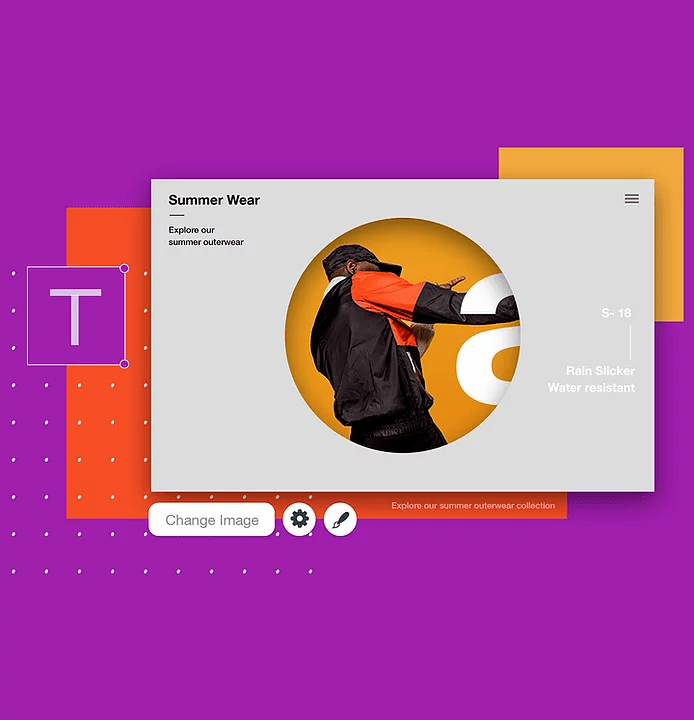 Summer Wear
Explore our
summer outerwear
T
S- 18
Rain Slicker
Water resistant
Explore our summer outerwear collection
Change Image